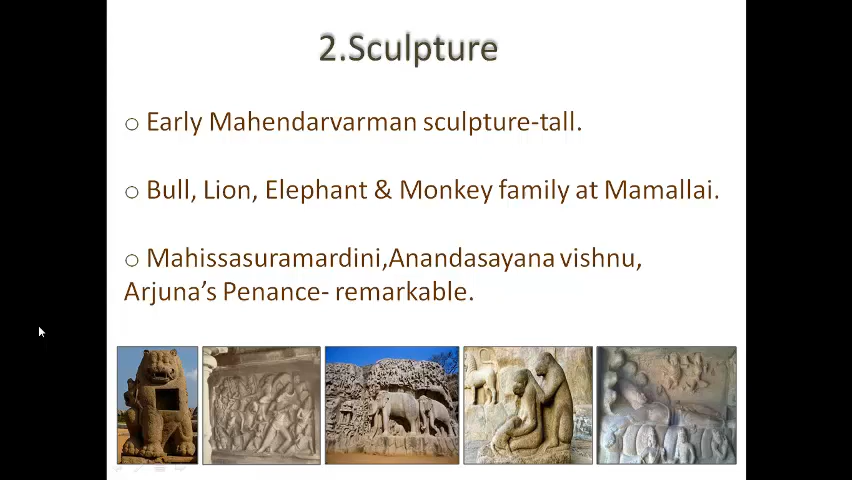 2.Sculpture
○ Early Mahendarvarman sculpture-tall.
○ Bull, Lion, Elephant & Monkey family at Mamallai.
○ Mahissasuramardini,Anandasayana vishnu,
Arjuna’s Penance- remarkable.